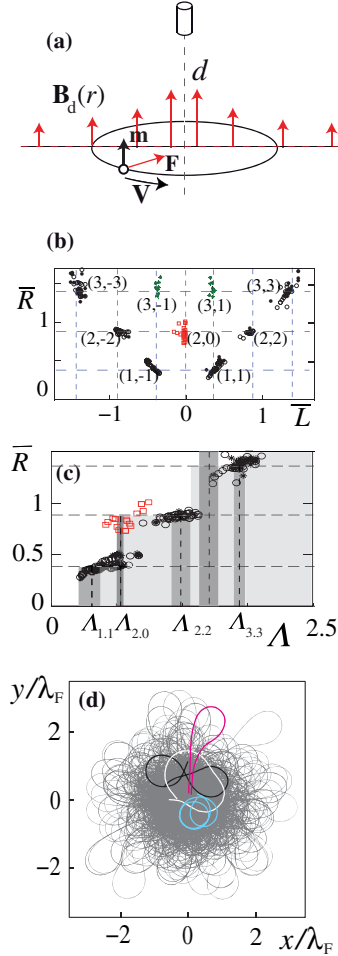 (a)
d
B_d(r)
m
F
V
(b)
R̅
(3,-3)
(3,3)
(3,-1)
(3,1)
1
(2,-2)
(2,0)
(2,2)
(1,-1)
(1,1)
0
−1
0
1
L̅
R̅
(c)
1
0.5
0
0
Λ_1.1
Λ_2.0
Λ_2.2
Λ_3.3
Λ
2.5
y/λ_F
(d)
2
0
−2
−2
0
2
x/λ_F